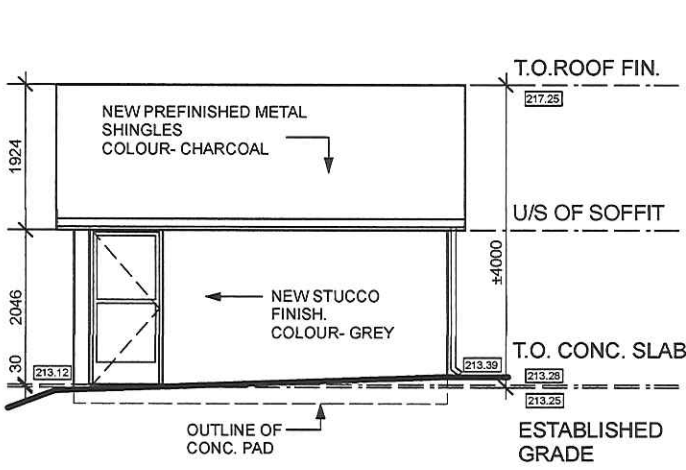 T.O.ROOF FIN.
217.25
NEW PREFINISHED METAL
SHINGLES
COLOUR- CHARCOAL
1924
U/S OF SOFFIT
±4000
2046
NEW STUCCO
FINISH.
COLOUR- GREY
30
213.12
213.39
T.O. CONC. SLAB
213.28
213.25
OUTLINE OF
CONC. PAD
ESTABLISHED
GRADE